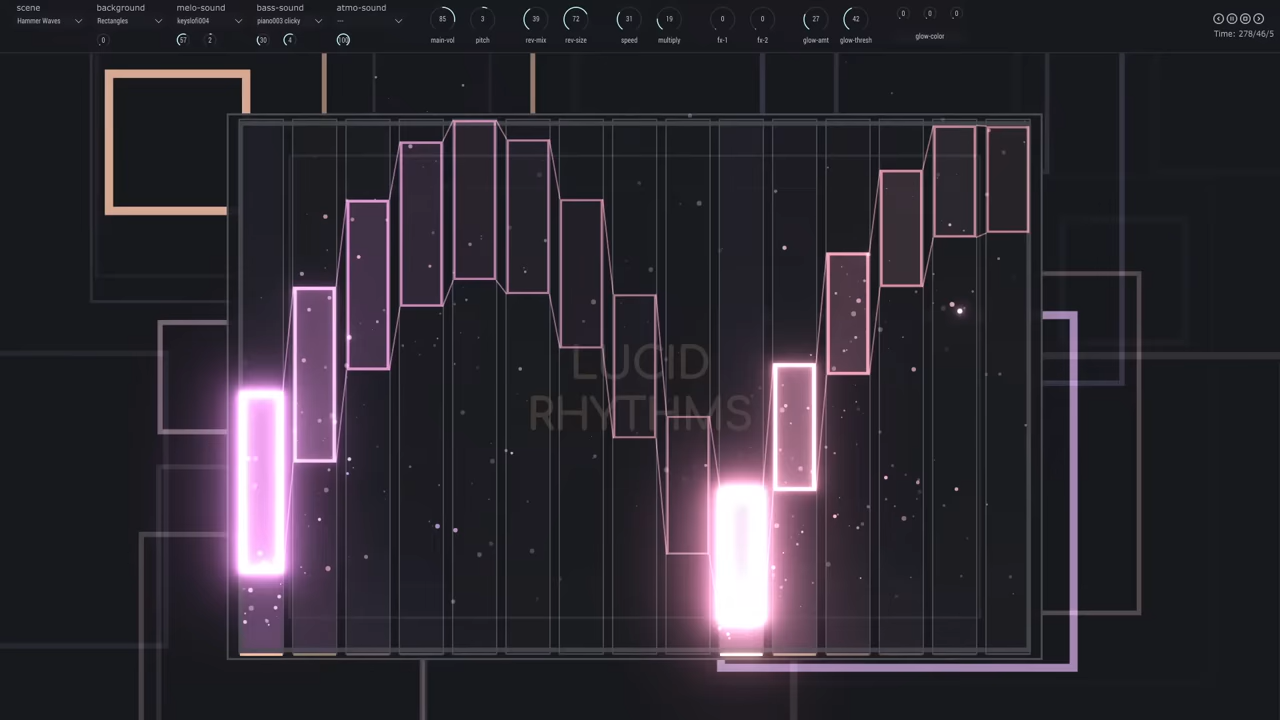 scene
background
melo-sound
bass-sound
atmo-sound
Hammer Waves
Rectangles
keyslofi004
piano003 clicky
---
0
57
2
30
4
100
85
3
39
72
31
19
0
0
27
42
0
0
0
main-vol
pitch
rev-mix
rev-size
speed
multiply
fx-1
fx-2
glow-amt
glow-thresh
glow-color
Time: 278/46/5
LUCID
RHYTHMS